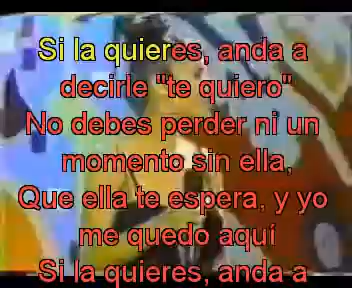 Si la quieres, anda a
decirle "te quiero"
No debes perder ni un
momento sin ella,
Que ella te espera, y yo
me quedo aquí
Si la quieres, anda a